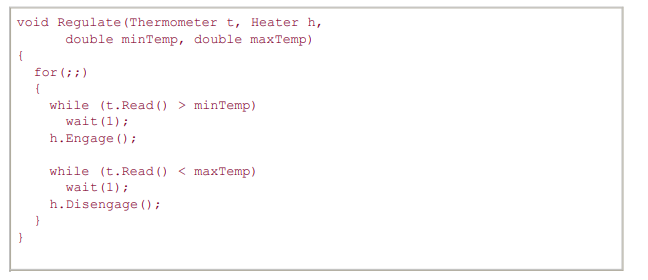 void Regulate(Thermometer t, Heater h,
      double minTemp, double maxTemp)
{
  for(;;)
  {
    while (t.Read() > minTemp)
      wait(1);
    h.Engage();

    while (t.Read() < maxTemp)
      wait(1);
    h.Disengage();
  }
}